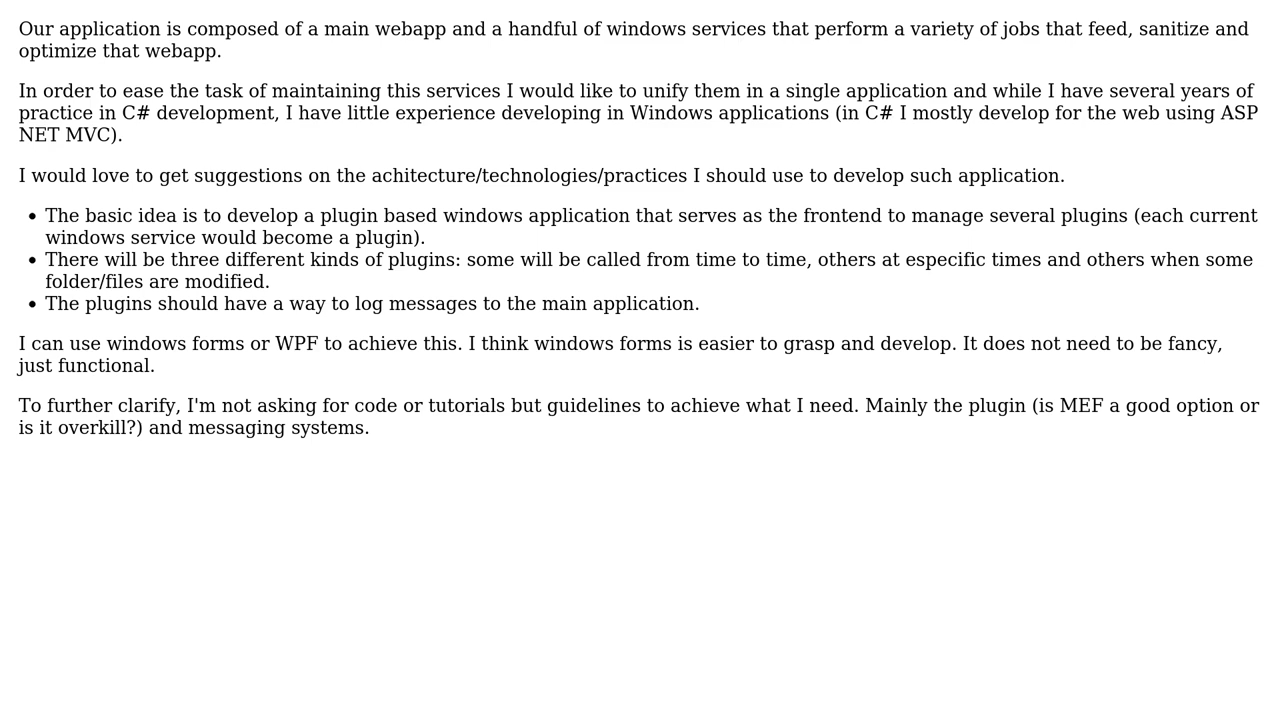 Our application is composed of a main webapp and a handful of windows services that perform a variety of jobs that feed, sanitize and
optimize that webapp.
In order to ease the task of maintaining this services I would like to unify them in a single application and while I have several years of
practice in C# development, I have little experience developing in Windows applications (in C# I mostly develop for the web using ASP
NET MVC).
I would love to get suggestions on the achitecture/technologies/practices I should use to develop such application.
• The basic idea is to develop a plugin based windows application that serves as the frontend to manage several plugins (each current
windows service would become a plugin).
• There will be three different kinds of plugins: some will be called from time to time, others at especific times and others when some
folder/files are modified.
• The plugins should have a way to log messages to the main application.
I can use windows forms or WPF to achieve this. I think windows forms is easier to grasp and develop. It does not need to be fancy,
just functional.
To further clarify, I'm not asking for code or tutorials but guidelines to achieve what I need. Mainly the plugin (is MEF a good option or
is it overkill?) and messaging systems.